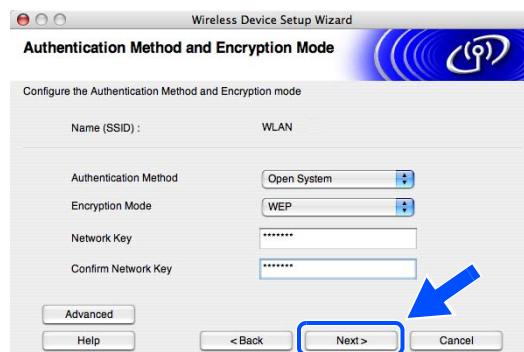 Wireless Device Setup Wizard
Authentication Method and Encryption Mode
Configure the Authentication Method and Encryption mode
Name (SSID) : WLAN
Authentication Method Open System
Encryption Mode WEP
Network Key *******
Confirm Network Key *******
Advanced
Help < Back Next > Cancel